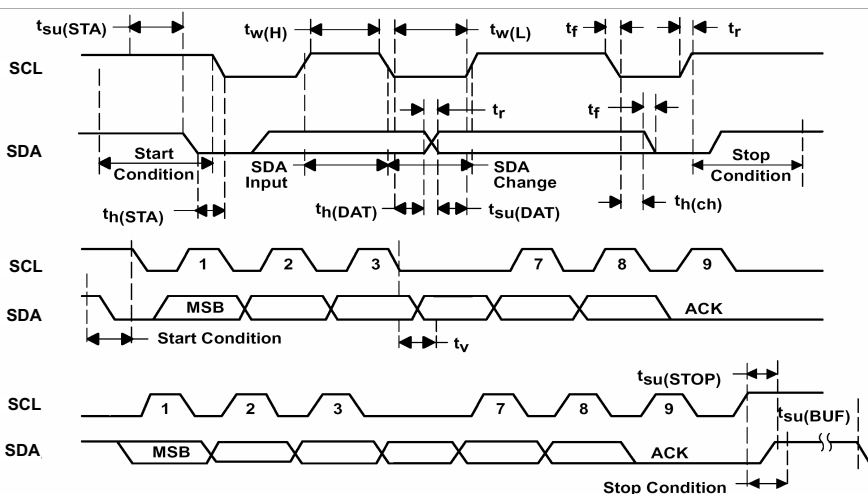 tsu(STA)
tw(H)
tw(L)
tf
tr
SCL
tr
tf
SDA
Start
Condition
SDA
Input
SDA
Change
Stop
Condition
th(STA)
th(DAT)
tsu(DAT)
th(ch)
SCL
1 2 3 7 8 9
SDA
MSB
ACK
Start Condition
tv
tsu(STOP)
SCL
1 2 3 7 8 9
tsu(BUF)
SDA
MSB
ACK
Stop Condition